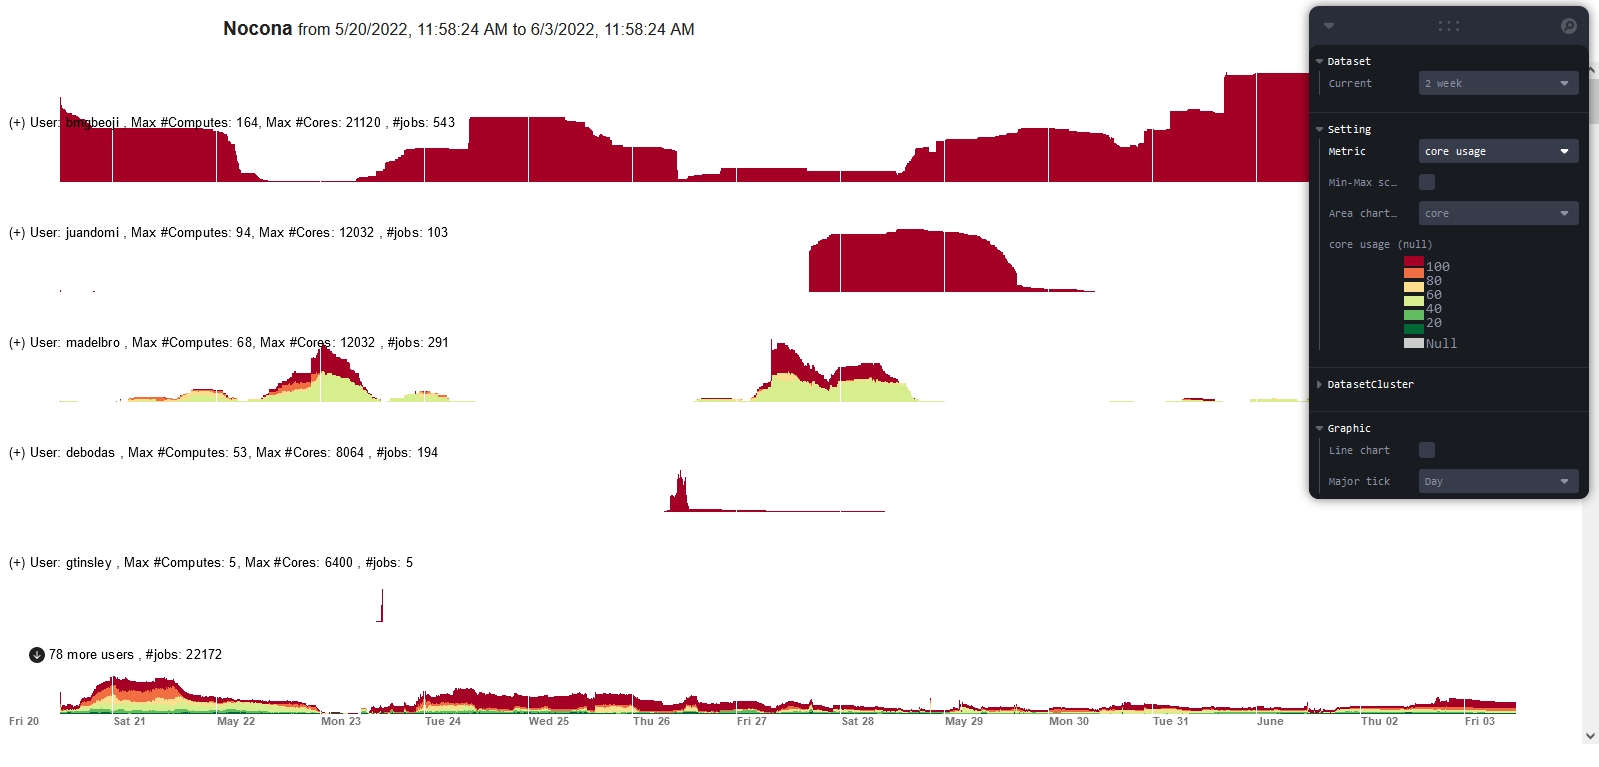 Nocona from 5/20/2022, 11:58:24 AM to 6/3/2022, 11:58:24 AM
(+) User: bmgbeoji , Max #Computes: 164, Max #Cores: 21120 , #jobs: 543
(+) User: juandomi , Max #Computes: 94, Max #Cores: 12032 , #jobs: 103
(+) User: madelbro , Max #Computes: 68, Max #Cores: 12032 , #jobs: 291
(+) User: debodas , Max #Computes: 53, Max #Cores: 8064 , #jobs: 194
(+) User: gtinsley , Max #Computes: 5, Max #Cores: 6400 , #jobs: 5
78 more users , #jobs: 22172
Fri 20 Sat 21 May 22 Mon 23 Tue 24 Wed 25 Thu 26 Fri 27 Sat 28 May 29 Mon 30 Tue 31 June Thu 02 Fri 03
Dataset
Current 2 week
Setting
Metric core usage
Min-Max sc…
Area chart… core
core usage (null)
100
80
60
40
20
Null
DatasetCluster
Graphic
Line chart
Major tick Day